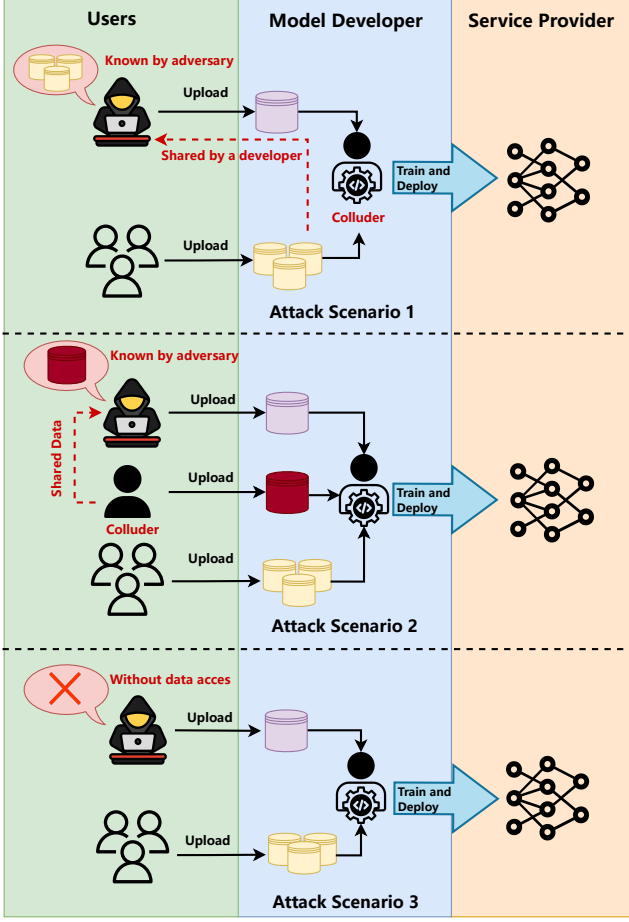 Users
Model Developer
Service Provider
Known by adversary
Upload
Shared by a developer
Train and
Deploy
Colluder
Upload
Attack Scenario 1
Known by adversary
Upload
Shared Data
Upload
Train and
Deploy
Colluder
Upload
Attack Scenario 2
Without data acces
Upload
Train and
Deploy
Upload
Attack Scenario 3